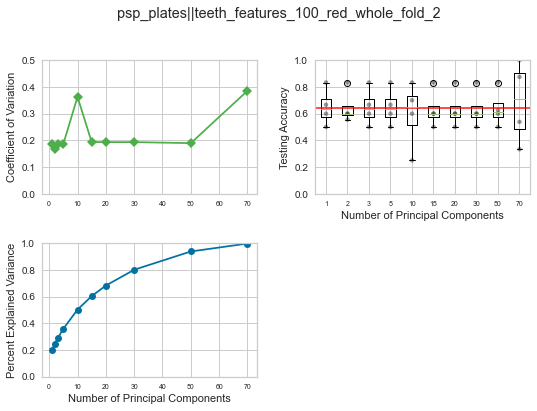 psp_plates||teeth_features_100_red_whole_fold_2
Coefficient of Variation
0.5
0.4
0.3
0.2
0.1
0.0
0 10 20 30 40 50 60 70
Testing Accuracy
1.0
0.8
0.6
0.4
0.2
0.0
1 2 3 5 10 15 20 30 50 70
Number of Principal Components
Percent Explained Variance
1.0
0.8
0.6
0.4
0.2
0.0
0 10 20 30 40 50 60 70
Number of Principal Components